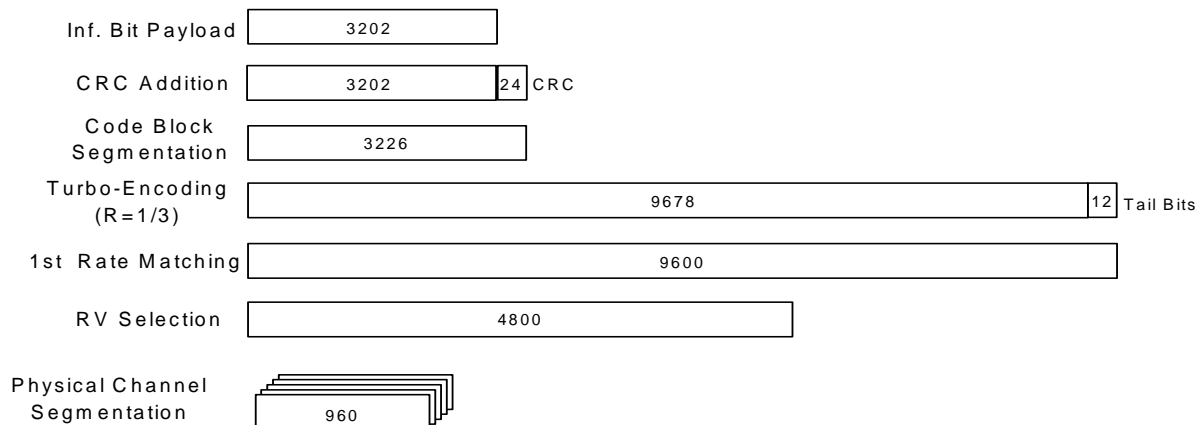 Inf. Bit Payload 3202
CRC Addition 3202 24 CRC
Code Block
Segmentation 3226
Turbo-Encoding
(R=1/3) 9678 12 Tail Bits
1st Rate Matching 9600
RV Selection 4800
Physical Channel
Segmentation 960